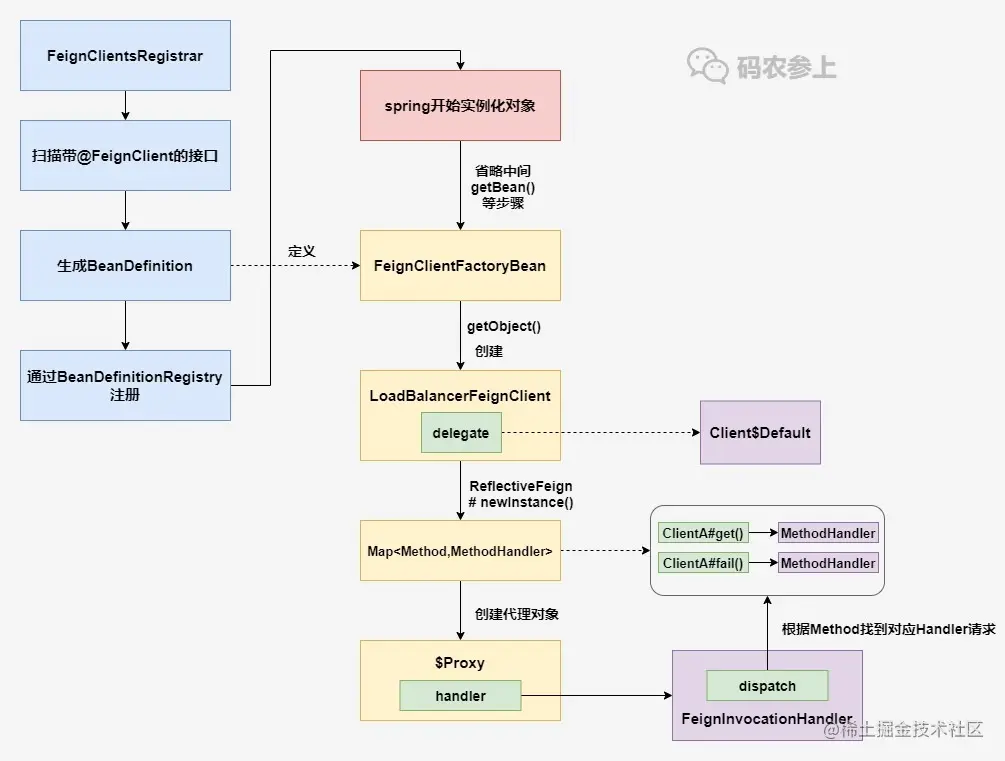 FeignClientsRegistrar
扫描带@FeignClient的接口
生成BeanDefinition
通过BeanDefinitionRegistry
注册
定义
码农参上
spring开始实例化对象
省略中间
getBean()
等步骤
FeignClientFactoryBean
getObject()
创建
LoadBalancerFeignClient
delegate
Client$Default
ReflectiveFeign
# newInstance()
Map<Method,MethodHandler>
ClientA#get()
MethodHandler
ClientA#fail()
MethodHandler
创建代理对象
根据Method找到对应Handler请求
$Proxy
handler
dispatch
FeignInvocationHandler
@稀土掘金技术社区